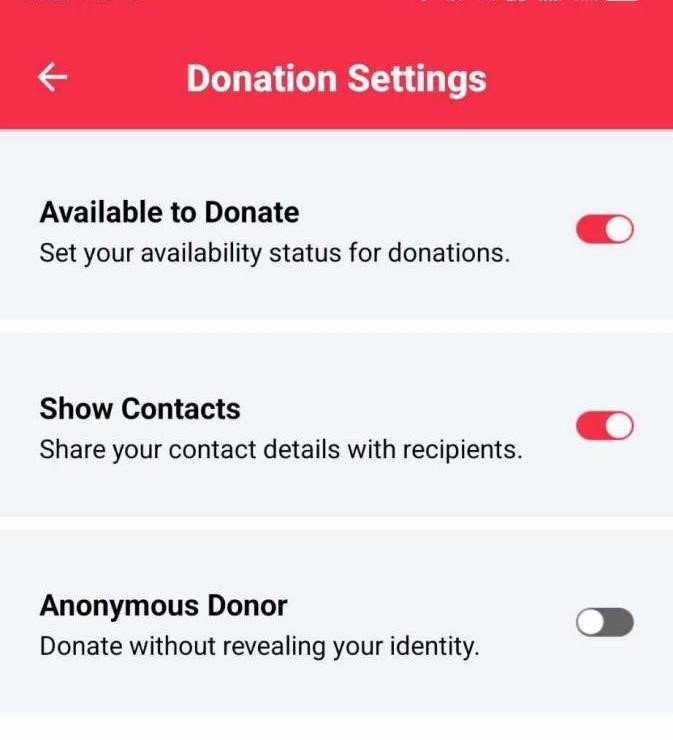 Donation Settings
Available to Donate
Set your availability status for donations.
Show Contacts
Share your contact details with recipients.
Anonymous Donor
Donate without revealing your identity.